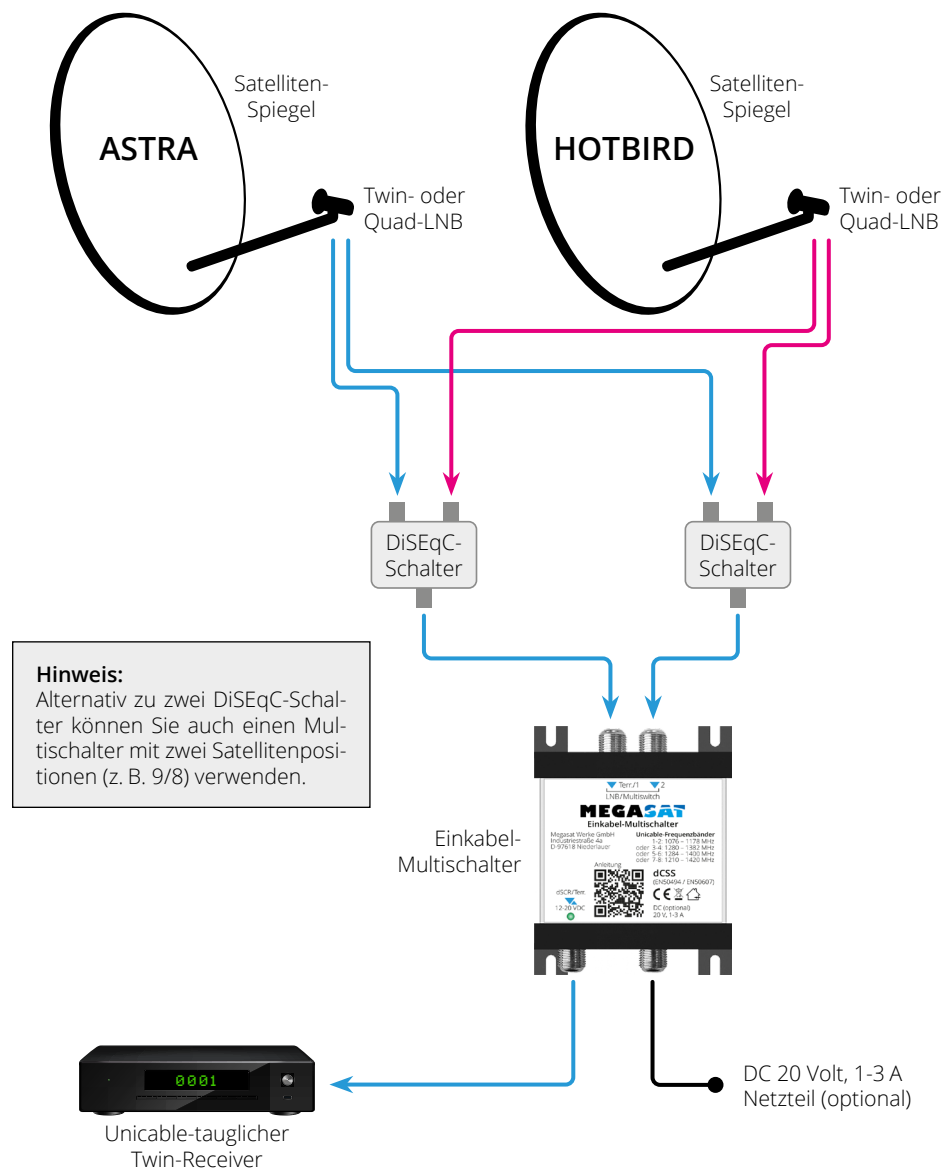 Satelliten-
Spiegel
ASTRA
Twin- oder
Quad-LNB
Satelliten-
Spiegel
HOTBIRD
Twin- oder
Quad-LNB
DiSEqC-
Schalter
DiSEqC-
Schalter
Hinweis:
Alternativ zu zwei DiSEqC-Schal-
ter können Sie auch einen Mul-
tischalter mit zwei Satellitenposi-
tionen (z. B. 9/8) verwenden.
Einkabel-
Multischalter
Terr./1 2
LNB/Multiswitch
MEGASAT
Einkabel-Multischalter
Megasat Werke GmbH
Industriestraße 4a
D-97618 Niederlauer
Unicable-Frequenzbänder
1-2: 1076 – 1178 MHz
oder 3-4: 1280 – 1382 MHz
oder 5-6: 1284 – 1400 MHz
oder 7-8: 1210 – 1420 MHz
Anleitung
dCSS
(EN50494 / EN50607)
CE
DC (optional)
20 V, 1-3 A
dSCR/Terr.
12-20 VDC
0001
Unicable-tauglicher
Twin-Receiver
DC 20 Volt, 1-3 A
Netzteil (optional)